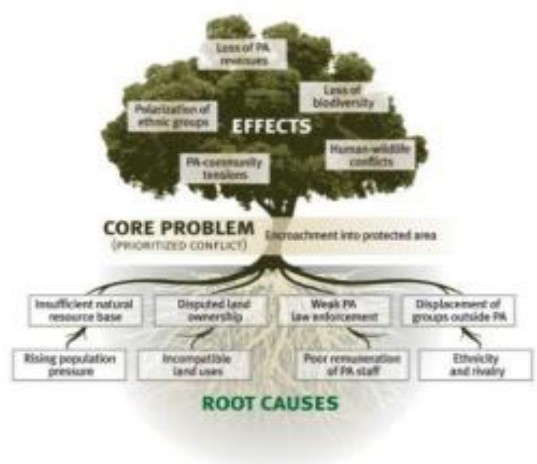 Loss of PA
revenues
Loss of
biodiversity
Polarization of
ethnic groups
EFFECTS
Human-wildlife
conflicts
PA-community
tensions
CORE PROBLEM
(PRIORITIZED CONFLICT)
Encroachment into protected area
Insufficient natural
resource base
Disputed land
ownership
Weak PA
law enforcement
Displacement of
groups outside PA
Rising population
pressure
Incompatible
land uses
Poor remuneration
of PA staff
Ethnicity
and rivalry
ROOT CAUSES